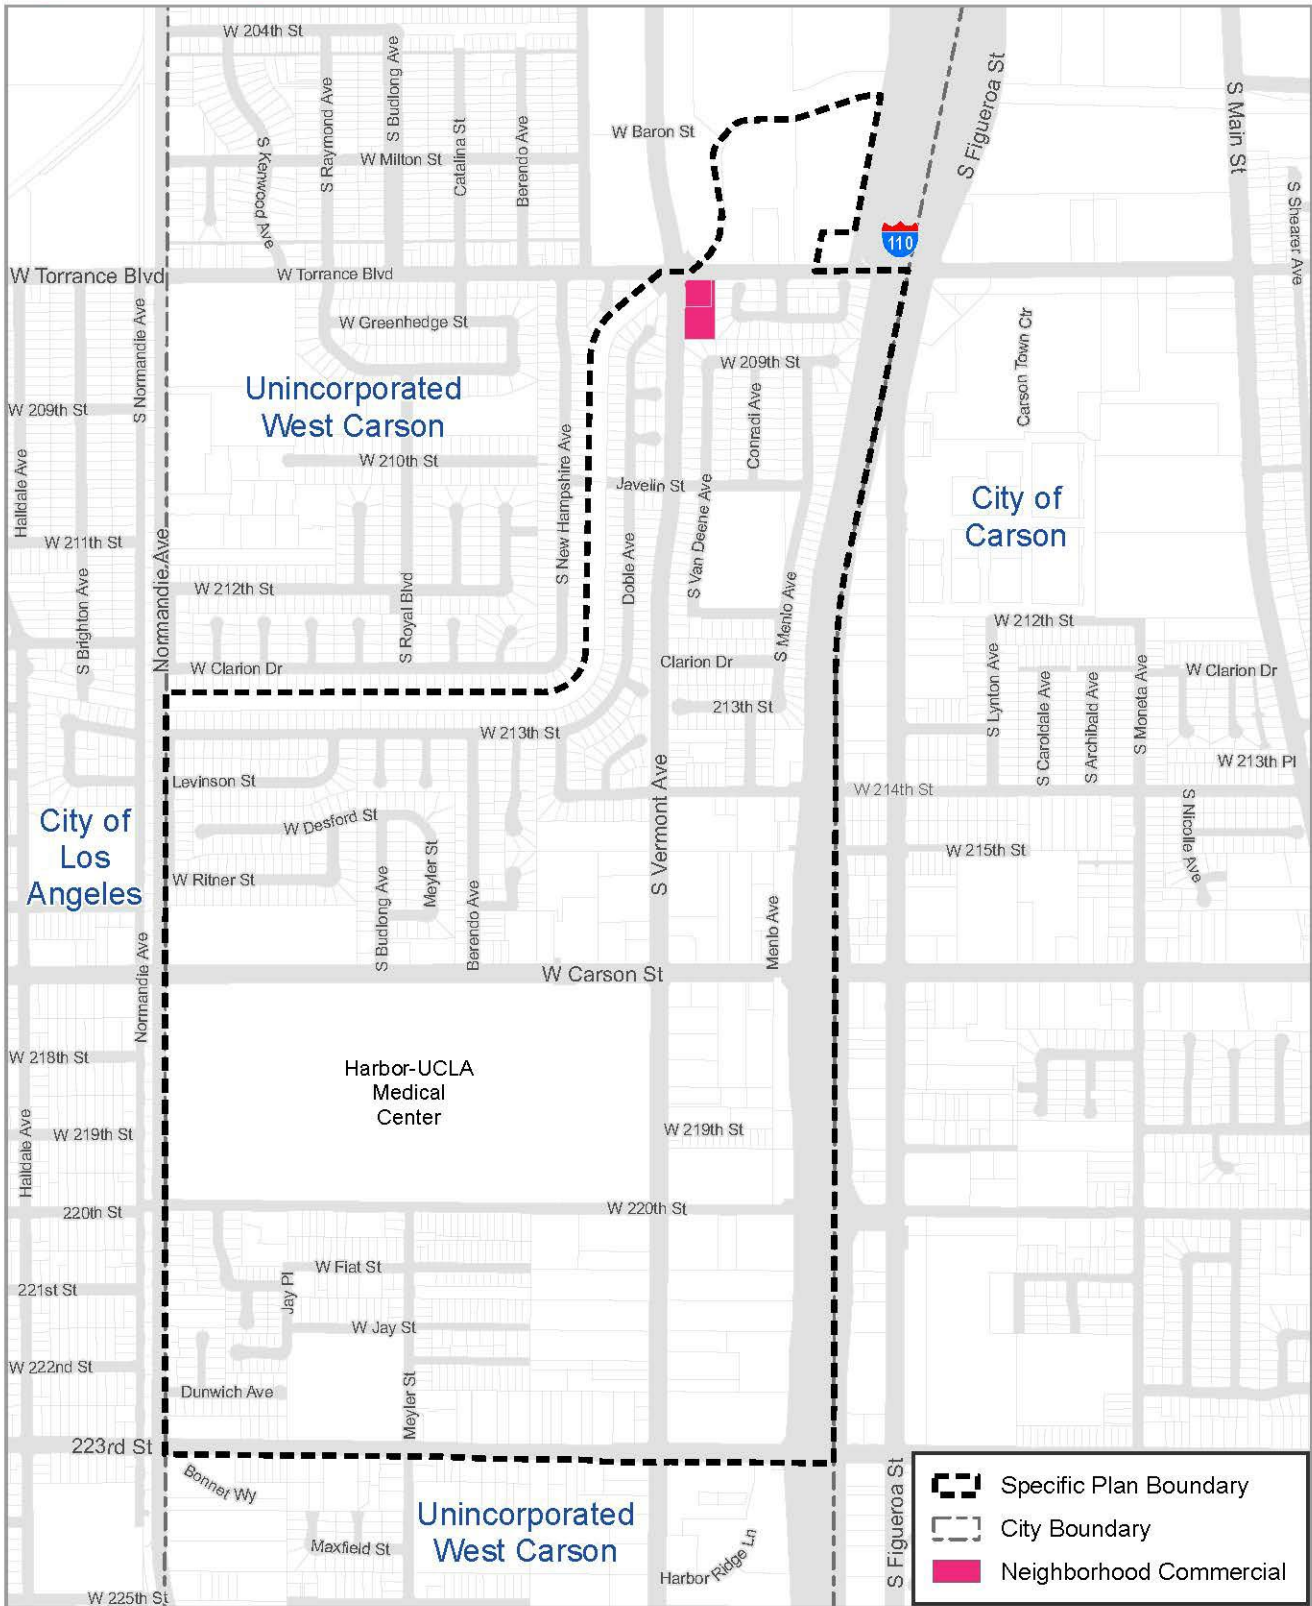 W 204th St
S Kenwood Ave
S Raymond Ave
S Budlong Ave
Catalina St
Berendo Ave
W Milton St
W Baron St
S Figueroa St
S Main St
S Shearer Ave
110
W Torrance Blvd
W Torrance Blvd
S Normandie Ave
W Greenhedge St
W 209th St
Conradi Ave
Carson Town Ctr
Unincorporated
West Carson
W 209th St
Halldale Ave
W 210th St
S New Hampshire Ave
Javelin St
S Van Deene Ave
City of
Carson
W 211th St
Normandie Ave
S Brighton Ave
W 212th St
S Royal Blvd
Doble Ave
S Menlo Ave
W 212th St
W Clarion Dr
Clarion Dr
W Clarion Dr
S Lynton Ave
S Caroldale Ave
S Archibald Ave
S Moneta Ave
213th St
W 213th St
W 213th Pl
Levinson St
S Vermont Ave
W 214th St
S Nicolle Ave
W Desford St
City of
Los
Angeles
Meyler St
W 215th St
W Ritner St
S Budlong Ave
Berendo Ave
Menlo Ave
Normandie Ave
W Carson St
W 218th St
Harbor-UCLA
Medical
Center
Halldale Ave
W 219th St
W 219th St
220th St
W 220th St
W Fiat St
221st St
Jay Pl
W Jay St
W 222nd St
Dunwich Ave
Meyler St
223rd St
Bonnet Wy
S Figueroa St
Unincorporated
West Carson
Maxfield St
Harbor Ridge Ln
W 225th St
Specific Plan Boundary
City Boundary
Neighborhood Commercial